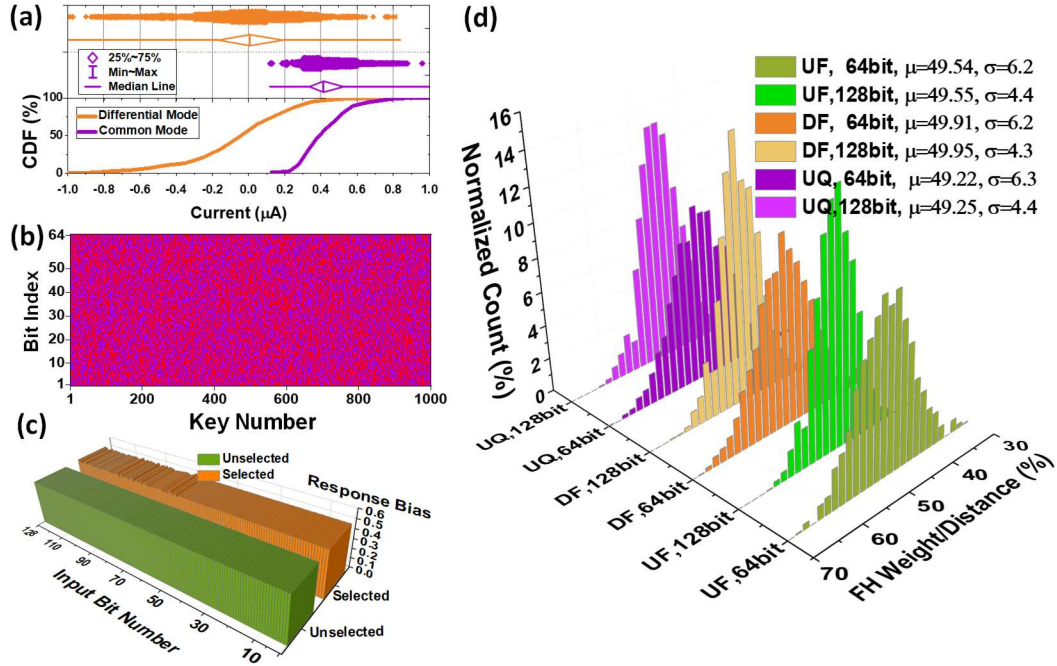 (a)
25%~75%
Min~Max
Median Line
Differential Mode
Common Mode
CDF (%)
100
50
0
-1.0 -0.8 -0.6 -0.4 -0.2 0.0 0.2 0.4 0.6 0.8 1.0
Current (μA)
(b)
Bit Index
64
50
40
30
20
10
1
1 200 400 600 800 1000
Key Number
(c)
Unselected
Selected
Response Bias
0.6
0.5
0.4
0.3
0.2
0.1
0.0
Selected
Unselected
128 110 90 70 50 30 10
Input Bit Number
(d)
UF, 64bit, μ=49.54, σ=6.2
UF,128bit, μ=49.55, σ=4.4
DF, 64bit, μ=49.91, σ=6.2
DF,128bit, μ=49.95, σ=4.3
UQ, 64bit, μ=49.22, σ=6.3
UQ,128bit, μ=49.25, σ=4.4
Normalized Count (%)
16
14
12
10
8
6
4
2
0
UQ,128bit
UQ,64bit
DF,128bit
DF,64bit
UF,128bit
UF,64bit
30
40
50
60
70
FH Weight/Distance (%)